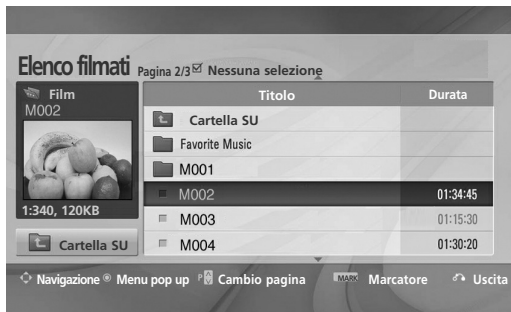 Elenco filmati Pagina 2/3 Nessuna selezione
Film
M002
1:340, 120KB
Cartella SU
Titolo Durata
Cartella SU
Favorite Music
M001
M002 01:34:45
M003 01:15:30
M004 01:30:20
Navigazione Menu pop up P Cambio pagina MARK Marcatore Uscita